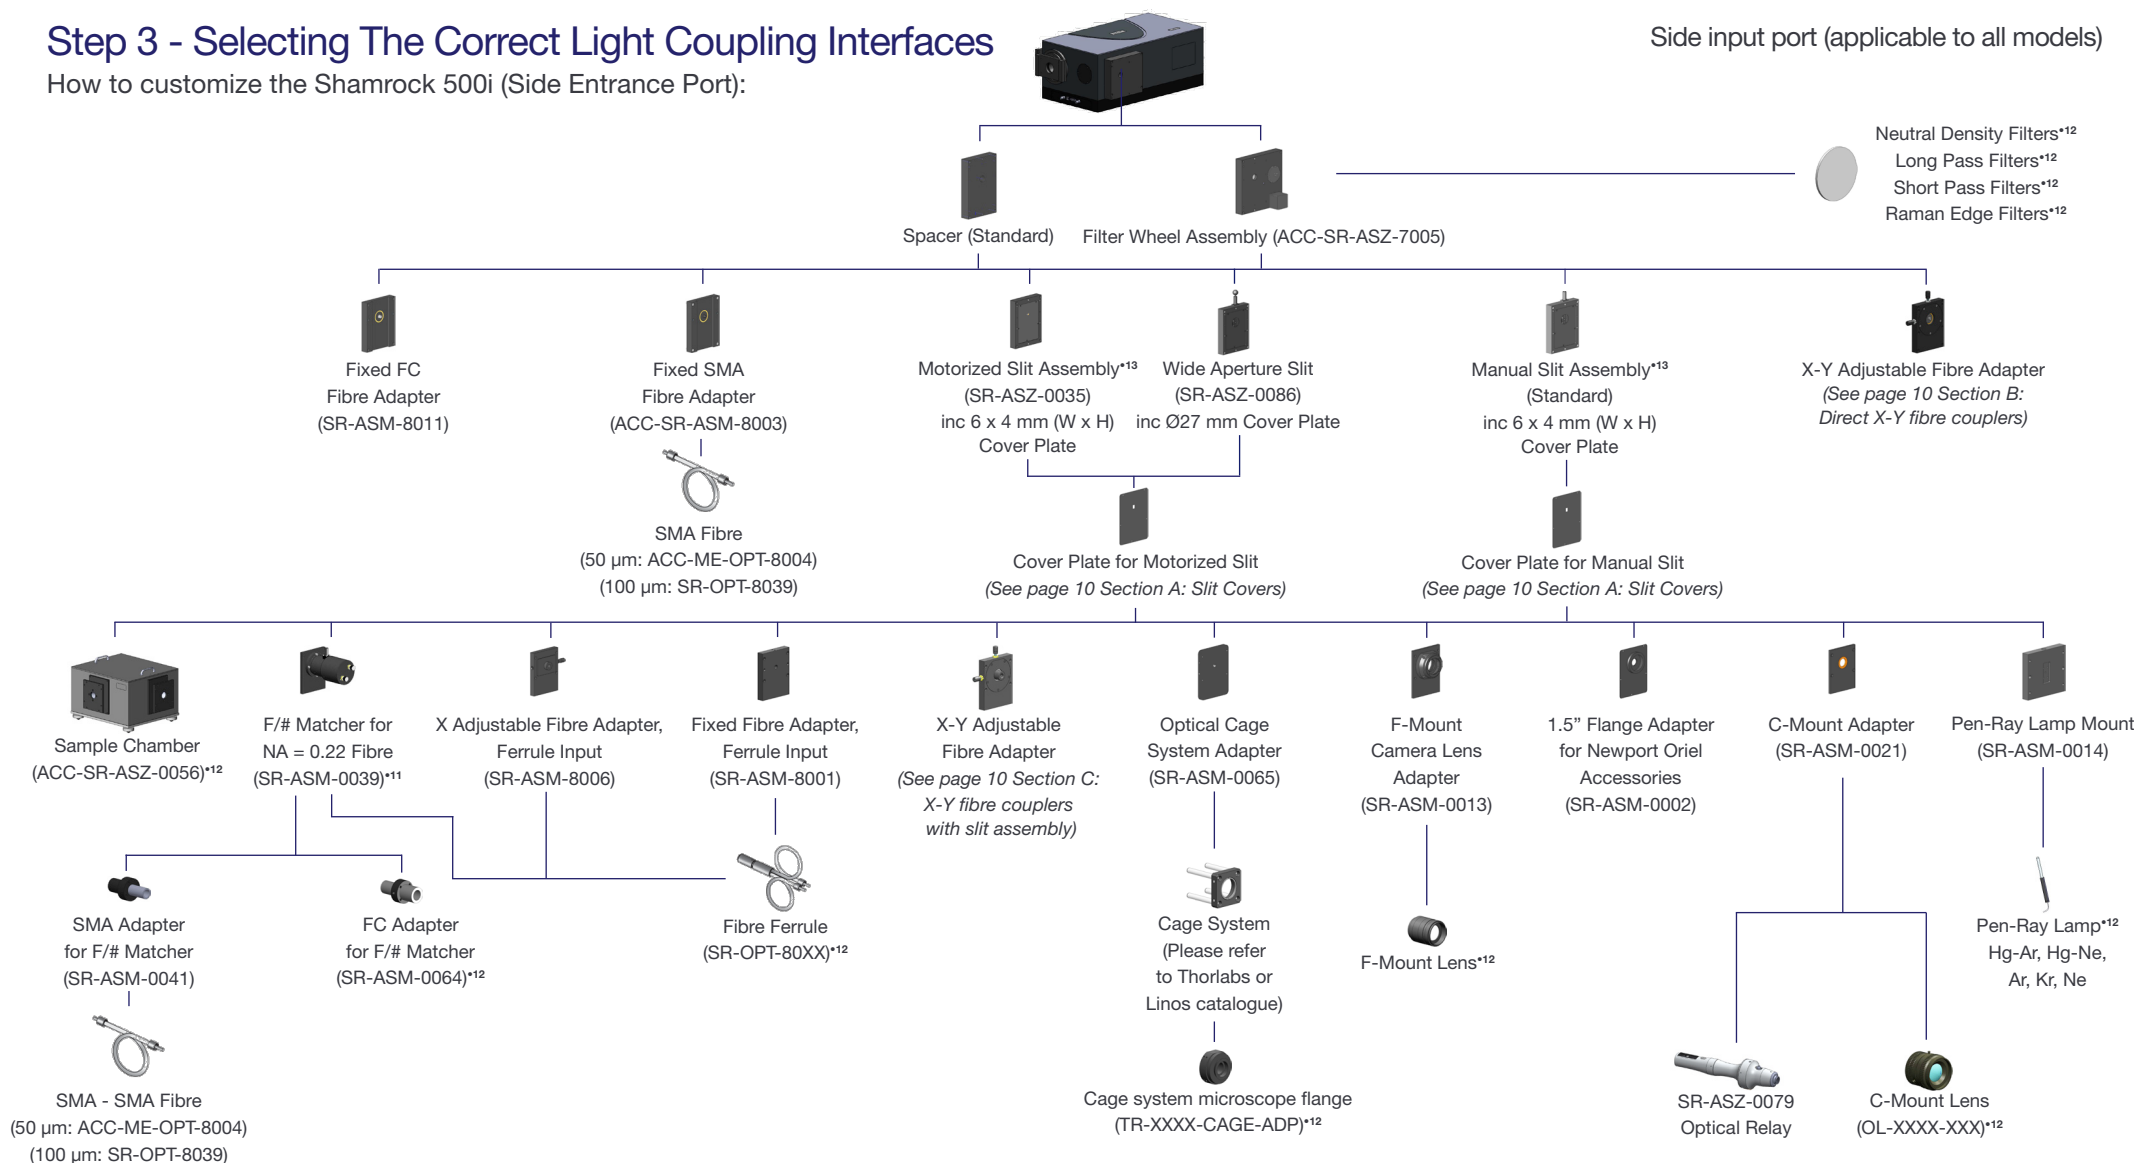 Step 3 - Selecting The Correct Light Coupling Interfaces
Side input port (applicable to all models)
How to customize the Shamrock 500i (Side Entrance Port):
Neutral Density Filters•12
Long Pass Filters•12
Short Pass Filters•12
Raman Edge Filters•12
Spacer (Standard)
Filter Wheel Assembly (ACC-SR-ASZ-7005)
Fixed FC
Fibre Adapter
(SR-ASM-8011)
Fixed SMA
Fibre Adapter
(ACC-SR-ASM-8003)
Motorized Slit Assembly•13
(SR-ASZ-0035)
inc 6 x 4 mm (W x H)
Cover Plate
Wide Aperture Slit
(SR-ASZ-0086)
inc Ø27 mm Cover Plate
Manual Slit Assembly•13
(Standard)
inc 6 x 4 mm (W x H)
Cover Plate
X-Y Adjustable Fibre Adapter
(See page 10 Section B:
Direct X-Y fibre couplers)
SMA Fibre
(50 µm: ACC-ME-OPT-8004)
(100 µm: SR-OPT-8039)
Cover Plate for Motorized Slit
(See page 10 Section A: Slit Covers)
Cover Plate for Manual Slit
(See page 10 Section A: Slit Covers)
Sample Chamber
(ACC-SR-ASZ-0056)•12
F/# Matcher for
NA = 0.22 Fibre
(SR-ASM-0039)•11
X Adjustable Fibre Adapter,
Ferrule Input
(SR-ASM-8006)
Fixed Fibre Adapter,
Ferrule Input
(SR-ASM-8001)
X-Y Adjustable
Fibre Adapter
(See page 10 Section C:
X-Y fibre couplers
with slit assembly)
Optical Cage
System Adapter
(SR-ASM-0065)
F-Mount
Camera Lens
Adapter
(SR-ASM-0013)
1.5” Flange Adapter
for Newport Oriel
Accessories
(SR-ASM-0002)
C-Mount Adapter
(SR-ASM-0021)
Pen-Ray Lamp Mount
(SR-ASM-0014)
SMA Adapter
for F/# Matcher
(SR-ASM-0041)
FC Adapter
for F/# Matcher
(SR-ASM-0064)•12
Fibre Ferrule
(SR-OPT-80XX)•12
Cage System
(Please refer
to Thorlabs or
Linos catalogue)
F-Mount Lens•12
Pen-Ray Lamp•12
Hg-Ar, Hg-Ne,
Ar, Kr, Ne
SMA - SMA Fibre
(50 µm: ACC-ME-OPT-8004)
(100 µm: SR-OPT-8039)
Cage system microscope flange
(TR-XXXX-CAGE-ADP)•12
SR-ASZ-0079
Optical Relay
C-Mount Lens
(OL-XXXX-XXX)•12